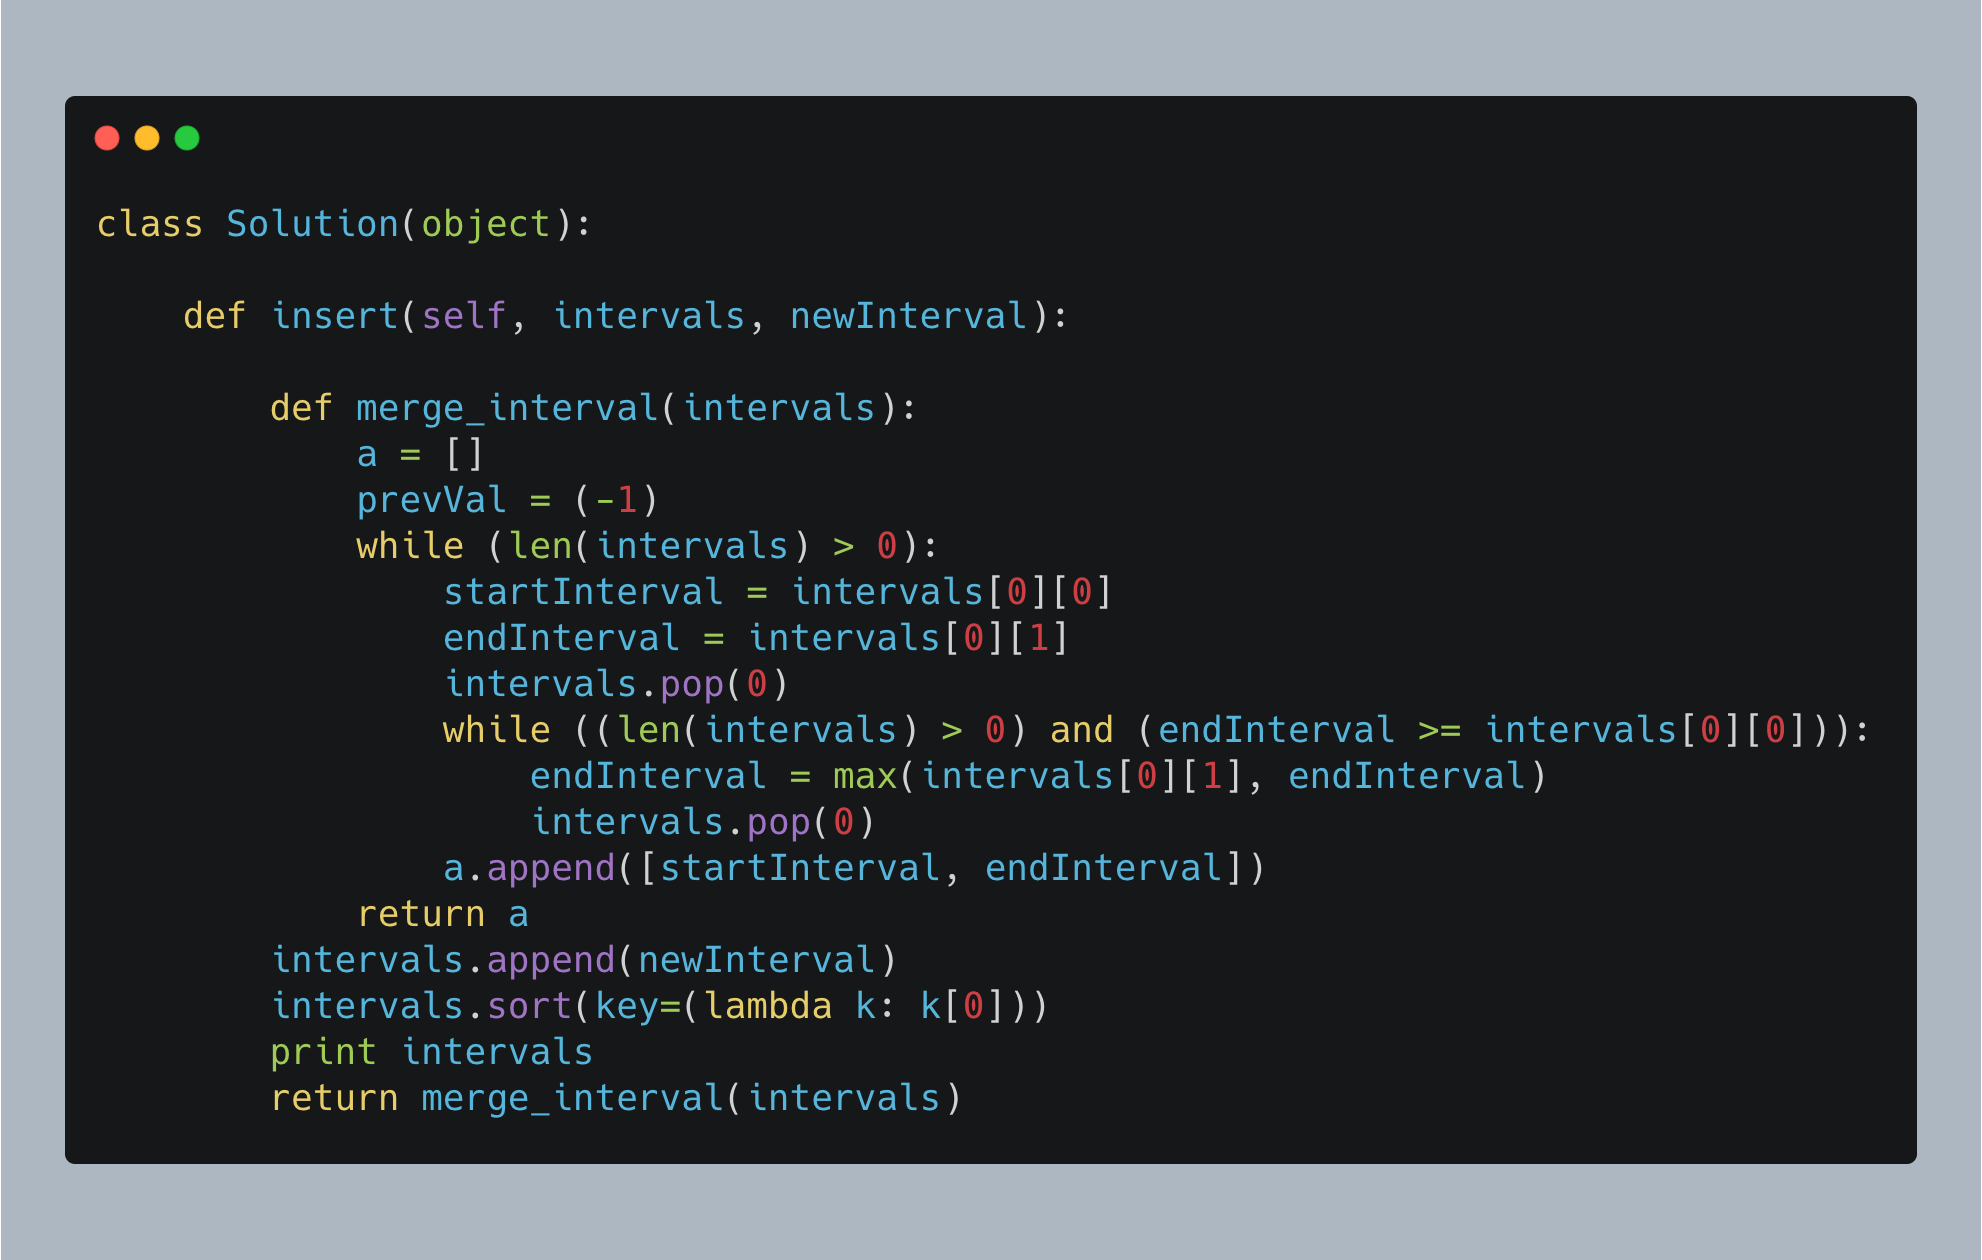 class Solution(object):

    def insert(self, intervals, newInterval):

        def merge_interval(intervals):
            a = []
            prevVal = (-1)
            while (len(intervals) > 0):
                startInterval = intervals[0][0]
                endInterval = intervals[0][1]
                intervals.pop(0)
                while ((len(intervals) > 0) and (endInterval >= intervals[0][0])):
                    endInterval = max(intervals[0][1], endInterval)
                    intervals.pop(0)
                a.append([startInterval, endInterval])
            return a
        intervals.append(newInterval)
        intervals.sort(key=(lambda k: k[0]))
        print intervals
        return merge_interval(intervals)